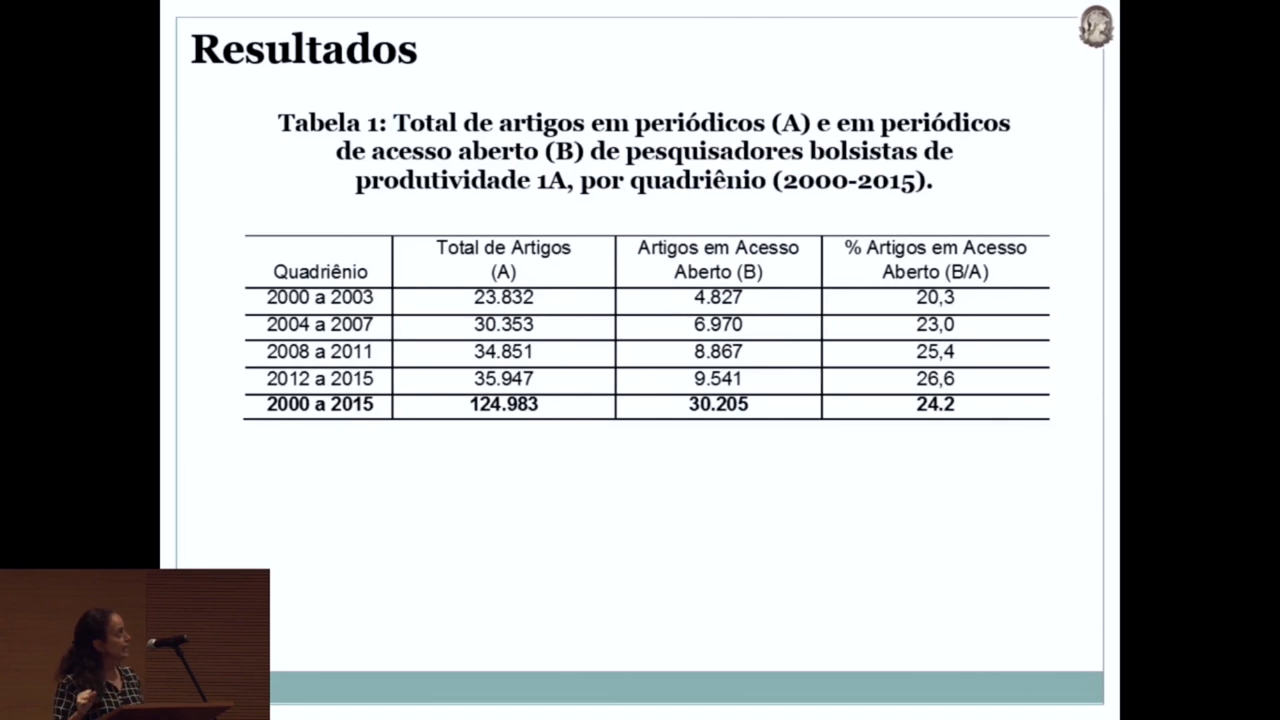 Resultados
Tabela 1: Total de artigos em periódicos (A) e em periódicos
de acesso aberto (B) de pesquisadores bolsistas de
produtividade 1A, por quadriênio (2000-2015).
Quadriênio Total de Artigos (A) Artigos em Acesso Aberto (B) % Artigos em Acesso Aberto (B/A)
2000 a 2003 23.832 4.827 20,3
2004 a 2007 30.353 6.970 23,0
2008 a 2011 34.851 8.867 25,4
2012 a 2015 35.947 9.541 26,6
2000 a 2015 124.983 30.205 24.2